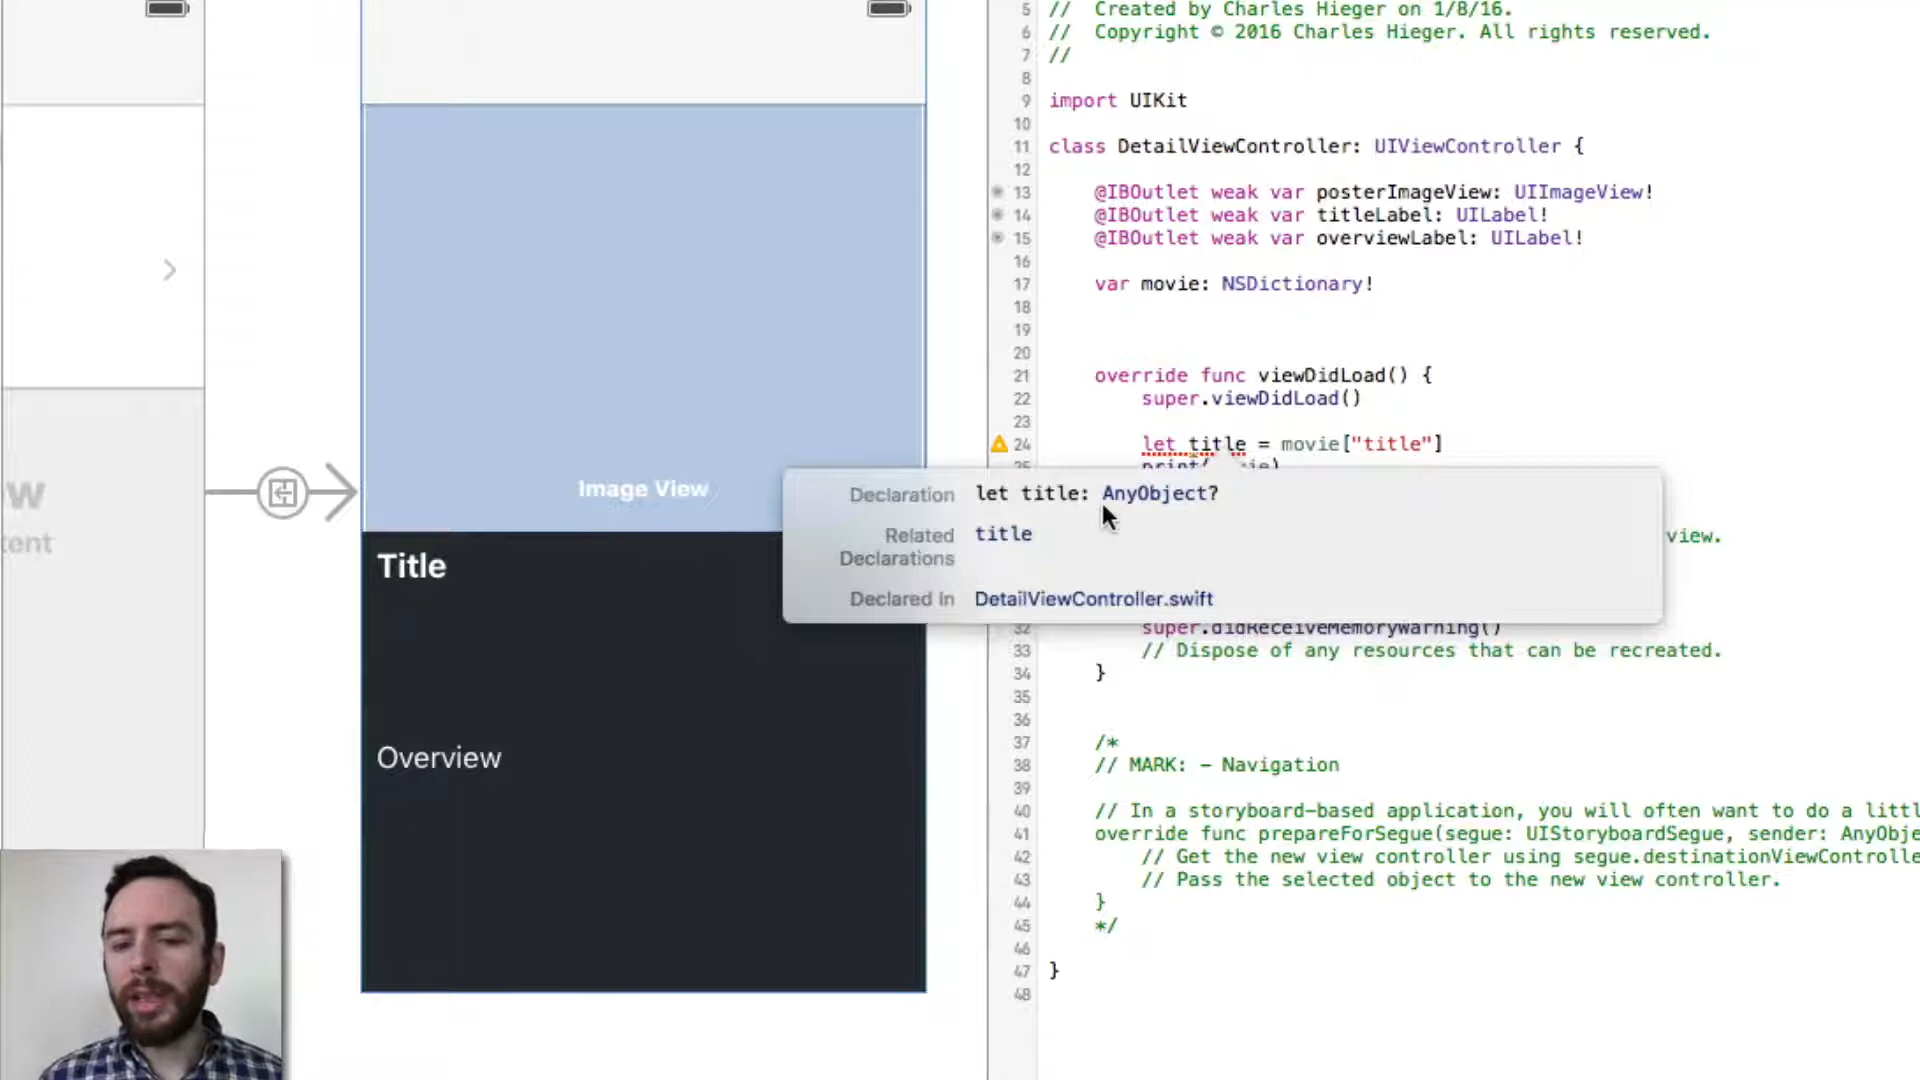 5 // Created by Charles Hieger on 1/8/16.
6 // Copyright © 2016 Charles Hieger. All rights reserved.
7 //
8
9 import UIKit
10
11 class DetailViewController: UIViewController {
12
13 @IBOutlet weak var posterImageView: UIImageView!
14 @IBOutlet weak var titleLabel: UILabel!
15 @IBOutlet weak var overviewLabel: UILabel!
16
17 var movie: NSDictionary!
18
19
20
21 override func viewDidLoad() {
22 super.viewDidLoad()
23
24 let title = movie["title"]
Declaration let title: AnyObject?
Related Declarations title
Declared In DetailViewController.swift
view.
32 super.didReceiveMemoryWarning()
33 // Dispose of any resources that can be recreated.
34 }
35
36
37 /*
38 // MARK: - Navigation
39
40 // In a storyboard-based application, you will often want to do a littl
41 override func prepareForSegue(segue: UIStoryboardSegue, sender: AnyObje
42 // Get the new view controller using segue.destinationViewControlle
43 // Pass the selected object to the new view controller.
44 }
45 */
46
47 }
48
Image View
Title
Overview
w
tent